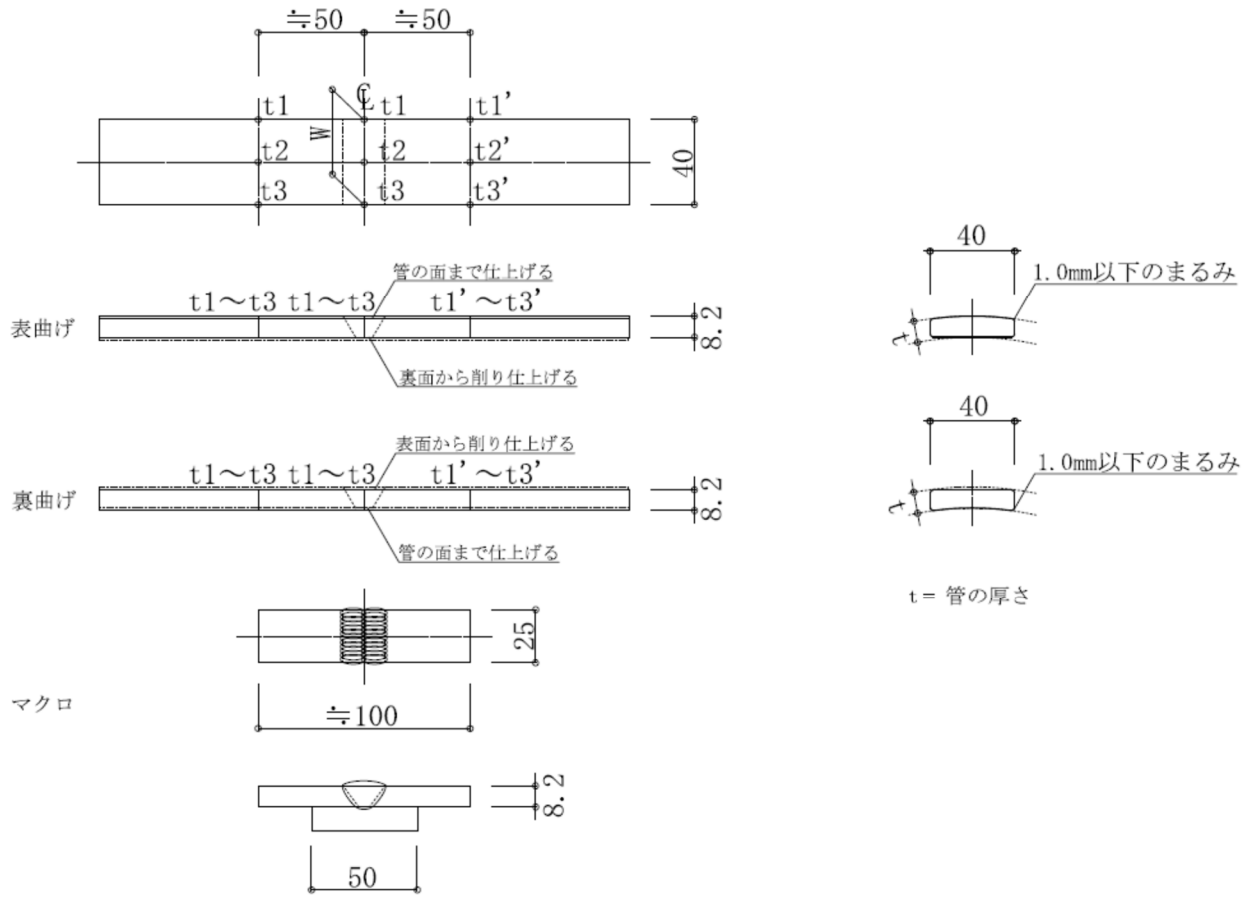 ≒50 ≒50
℄
t1 t1 t1'
W
t2 t2 t2'
t3 t3 t3'
40
40
管の面まで仕上げる
1.0mm以下のまるみ
t1～t3 t1～t3 t1'～t3'
表曲げ
8.2
t
裏面から削り仕上げる
40
表面から削り仕上げる
1.0mm以下のまるみ
t1～t3 t1～t3 t1'～t3'
裏曲げ
8.2
t
管の面まで仕上げる
t= 管の厚さ
25
マクロ
≒100
8.2
50